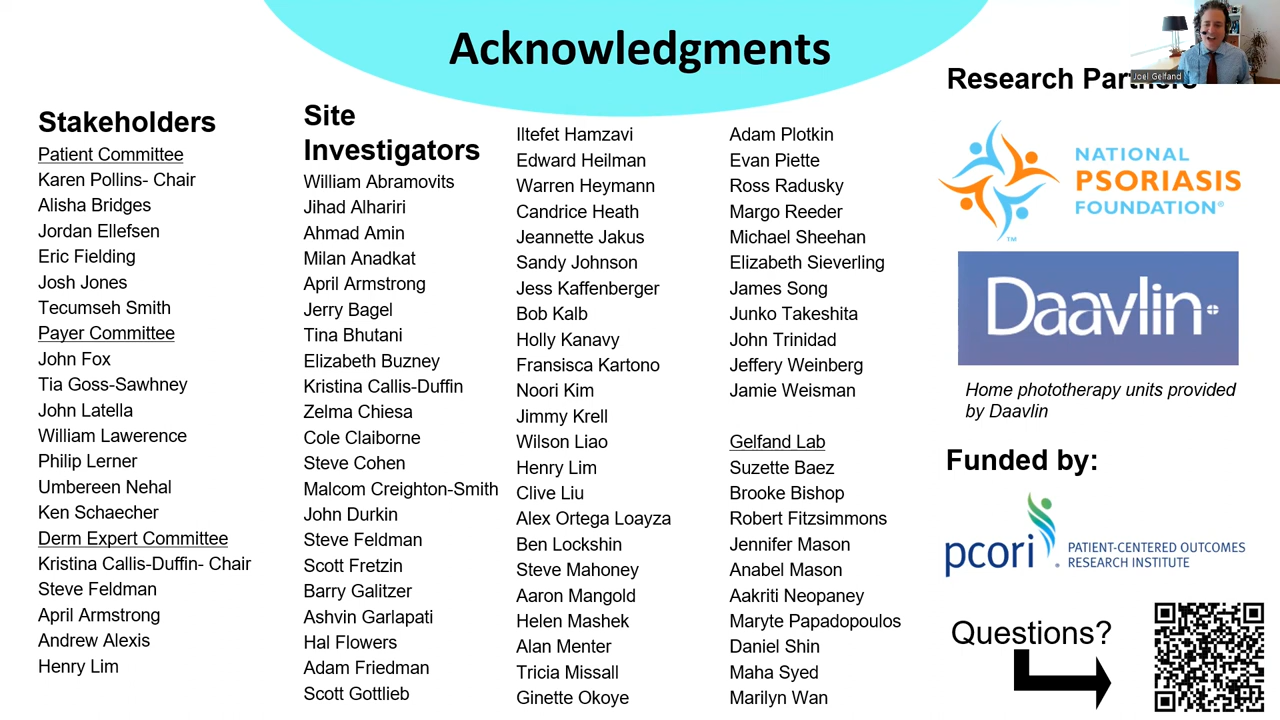 Acknowledgments
Joel Gelfand
Stakeholders
Patient Committee
Karen Pollins- Chair
Alisha Bridges
Jordan Ellefsen
Eric Fielding
Josh Jones
Tecumseh Smith
Payer Committee
John Fox
Tia Goss-Sawhney
John Latella
William Lawerence
Philip Lerner
Umbereen Nehal
Ken Schaecher
Derm Expert Committee
Kristina Callis-Duffin- Chair
Steve Feldman
April Armstrong
Andrew Alexis
Henry Lim
Site
Investigators
William Abramovits
Jihad Alhariri
Ahmad Amin
Milan Anadkat
April Armstrong
Jerry Bagel
Tina Bhutani
Elizabeth Buzney
Kristina Callis-Duffin
Zelma Chiesa
Cole Claiborne
Steve Cohen
Malcom Creighton-Smith
John Durkin
Steve Feldman
Scott Fretzin
Barry Galitzer
Ashvin Garlapati
Hal Flowers
Adam Friedman
Scott Gottlieb
Iltefet Hamzavi
Edward Heilman
Warren Heymann
Candrice Heath
Jeannette Jakus
Sandy Johnson
Jess Kaffenberger
Bob Kalb
Holly Kanavy
Fransisca Kartono
Noori Kim
Jimmy Krell
Wilson Liao
Henry Lim
Clive Liu
Alex Ortega Loayza
Ben Lockshin
Steve Mahoney
Aaron Mangold
Helen Mashek
Alan Menter
Tricia Missall
Ginette Okoye
Adam Plotkin
Evan Piette
Ross Radusky
Margo Reeder
Michael Sheehan
Elizabeth Sieverling
James Song
Junko Takeshita
John Trinidad
Jeffery Weinberg
Jamie Weisman
Gelfand Lab
Suzette Baez
Brooke Bishop
Robert Fitzsimmons
Jennifer Mason
Anabel Mason
Aakriti Neopaney
Maryte Papadopoulos
Daniel Shin
Maha Syed
Marilyn Wan
Research Partners
NATIONAL
PSORIASIS
FOUNDATION®
TM
Daavlin
Home phototherapy units provided
by Daavlin
Funded by:
pcori
PATIENT-CENTERED OUTCOMES
RESEARCH INSTITUTE
Questions?